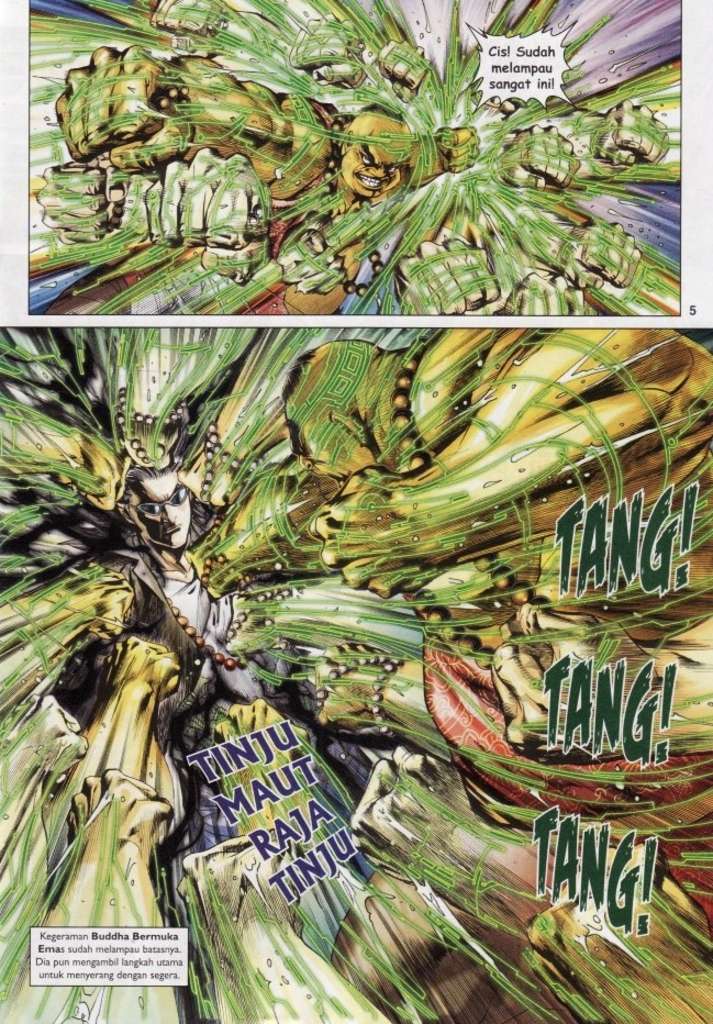 Cis! Sudah
melampau
sangat ini!
5
TANG!
TANG!
TANG!
TINJU
MAUT
RAJA
TINJU
Kegeraman Buddha Bermuka
Emas sudah melampau batasnya.
Dia pun mengambil langkah utama
untuk menyerang dengan segera.